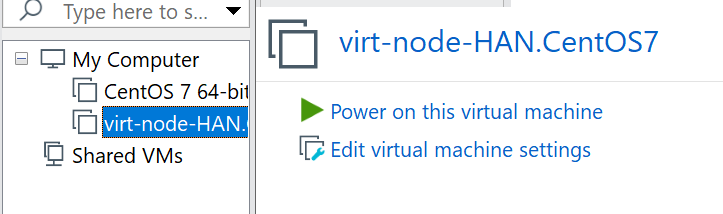 Type here to s...
My Computer
CentOS 7 64-bit
virt-node-HAN.
Shared VMs
virt-node-HAN.CentOS7
Power on this virtual machine
Edit virtual machine settings